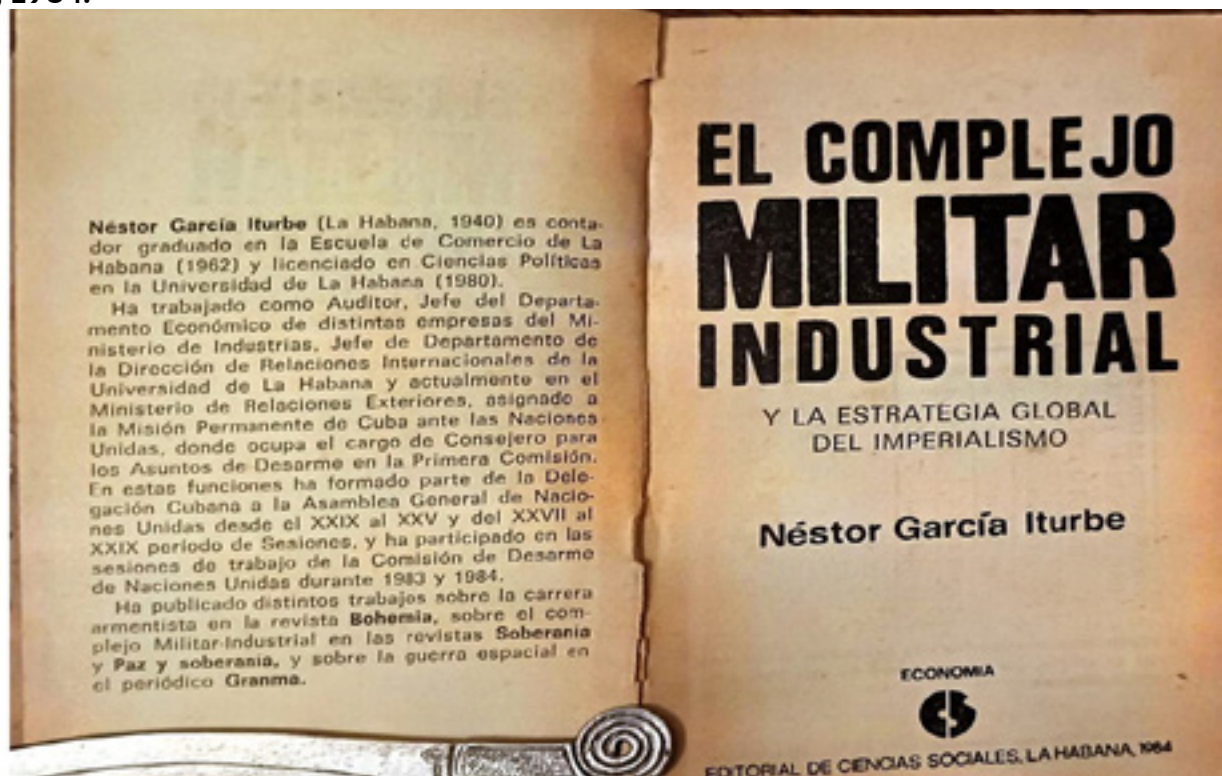 Néstor García Iturbe (La Habana, 1940) es conta-
dor graduado en la Escuela de Comercio de La
Habana (1962) y licenciado en Ciencias Políticas
en la Universidad de La Habana (1980).
Ha trabajado como Auditor, Jefe del Departa-
mento Económico de distintas empresas del Mi-
nisterio de Industrias, Jefe de Departamento de
la Dirección de Relaciones Internacionales de la
Universidad de La Habana y actualmente en el
Ministerio de Relaciones Exteriores, asignado a
la Misión Permanente de Cuba ante las Naciones
Unidas, donde ocupa el cargo de Consejero para
los Asuntos de Desarme en la Primera Comisión.
En estas funciones ha formado parte de la Dele-
gación Cubana a la Asamblea General de Nacio-
nes Unidas desde el XXIX al XXV y del XXVII al
XXIX período de Sesiones, y ha participado en las
sesiones de trabajo de la Comisión de Desarme
de Naciones Unidas durante 1983 y 1984.
Ha publicado distintos trabajos sobre la carrera
armentista en la revista Bohemia, sobre el com-
plejo Militar-Industrial en las revistas Soberanía
y Paz y soberanía, y sobre la guerra espacial en
el periódico Granma.
EL COMPLEJO
MILITAR
INDUSTRIAL
Y LA ESTRATEGIA GLOBAL
DEL IMPERIALISMO
Néstor García Iturbe
ECONOMIA
EDITORIAL DE CIENCIAS SOCIALES, LA HABANA, 1984